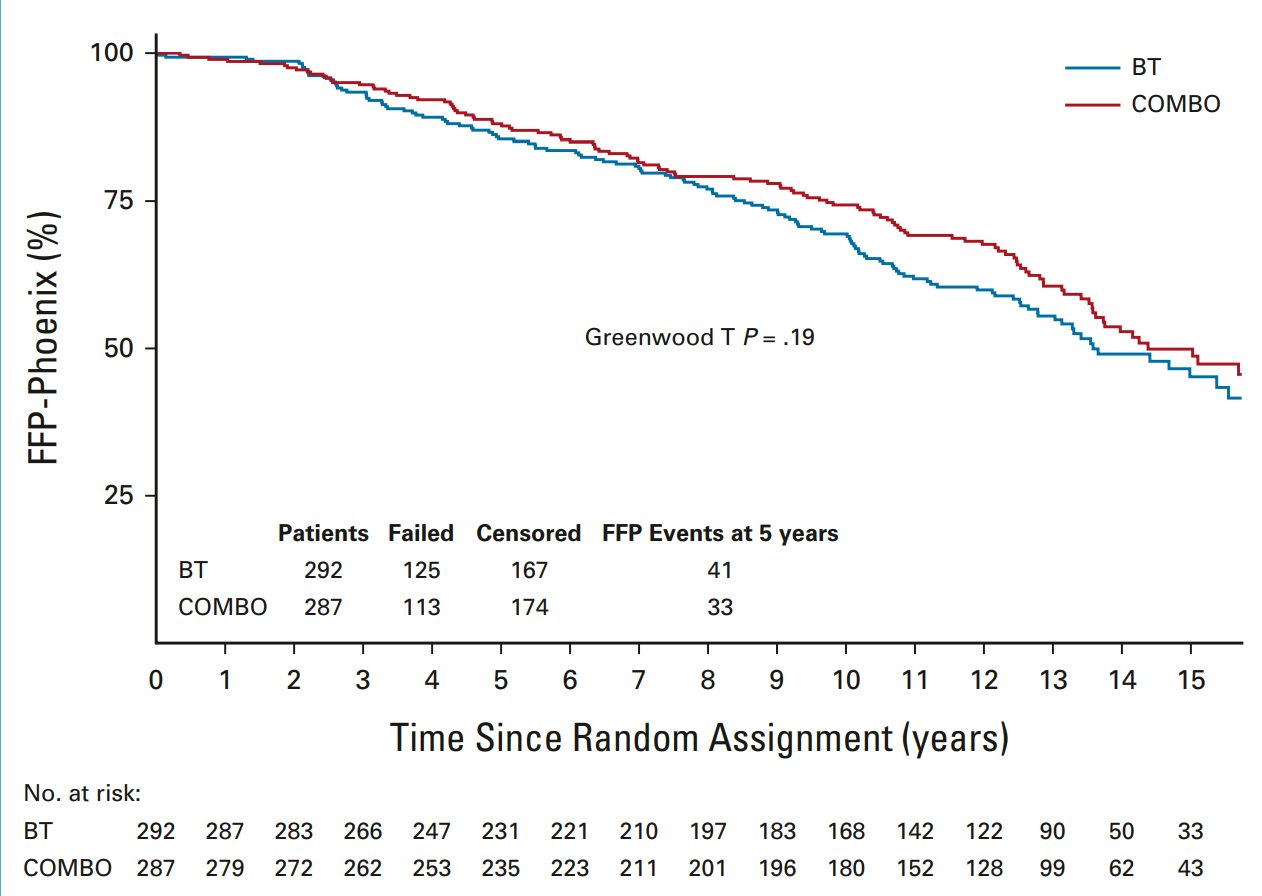 100
BT
COMBO
75
FFP-Phoenix (%)
50
Greenwood T P = .19
25
Patients Failed Censored FFP Events at 5 years
BT 292 125 167 41
COMBO 287 113 174 33
0 1 2 3 4 5 6 7 8 9 10 11 12 13 14 15
Time Since Random Assignment (years)
No. at risk:
BT 292 287 283 266 247 231 221 210 197 183 168 142 122 90 50 33
COMBO 287 279 272 262 253 235 223 211 201 196 180 152 128 99 62 43